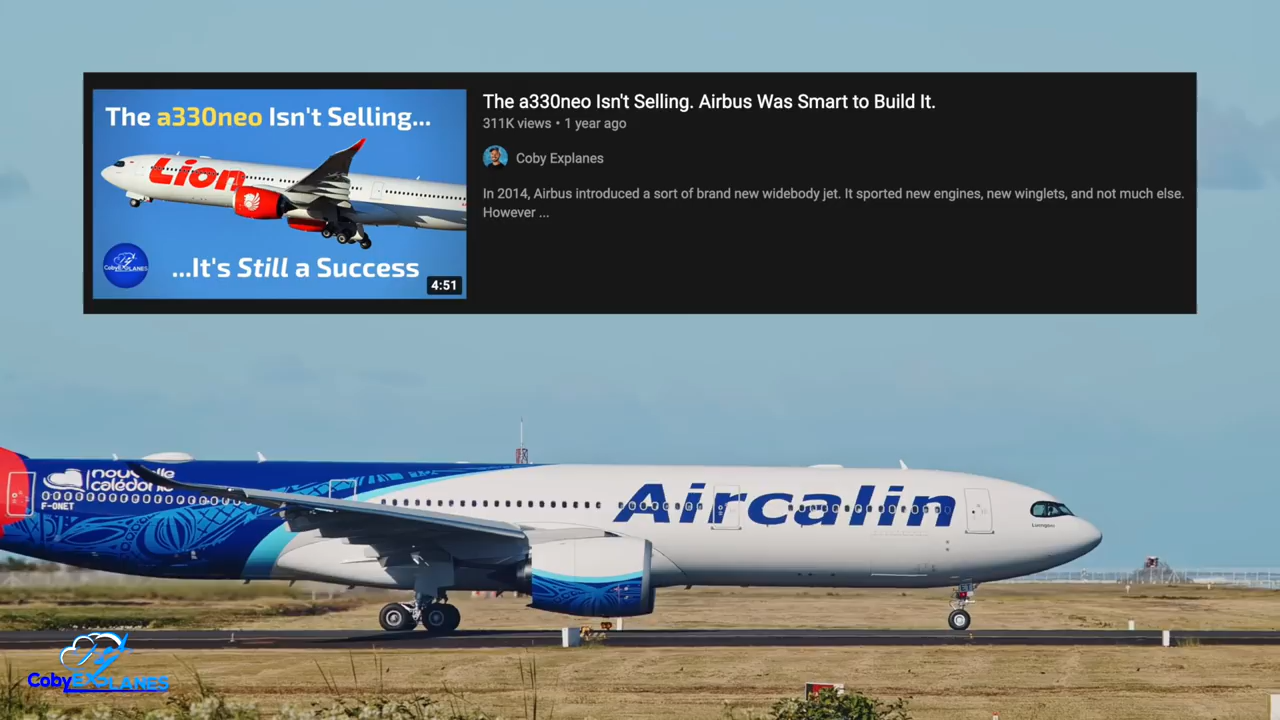 The a330neo Isn't Selling...
Lion
CobyEXPLANES
...It's Still a Success
4:51
The a330neo Isn't Selling. Airbus Was Smart to Build It.
311K views • 1 year ago
Coby Explanes
In 2014, Airbus introduced a sort of brand new widebody jet. It sported new engines, new winglets, and not much else.
However ...
nouvelle
calédonie
F-ONET
Aircalin
CobyEXPLANES